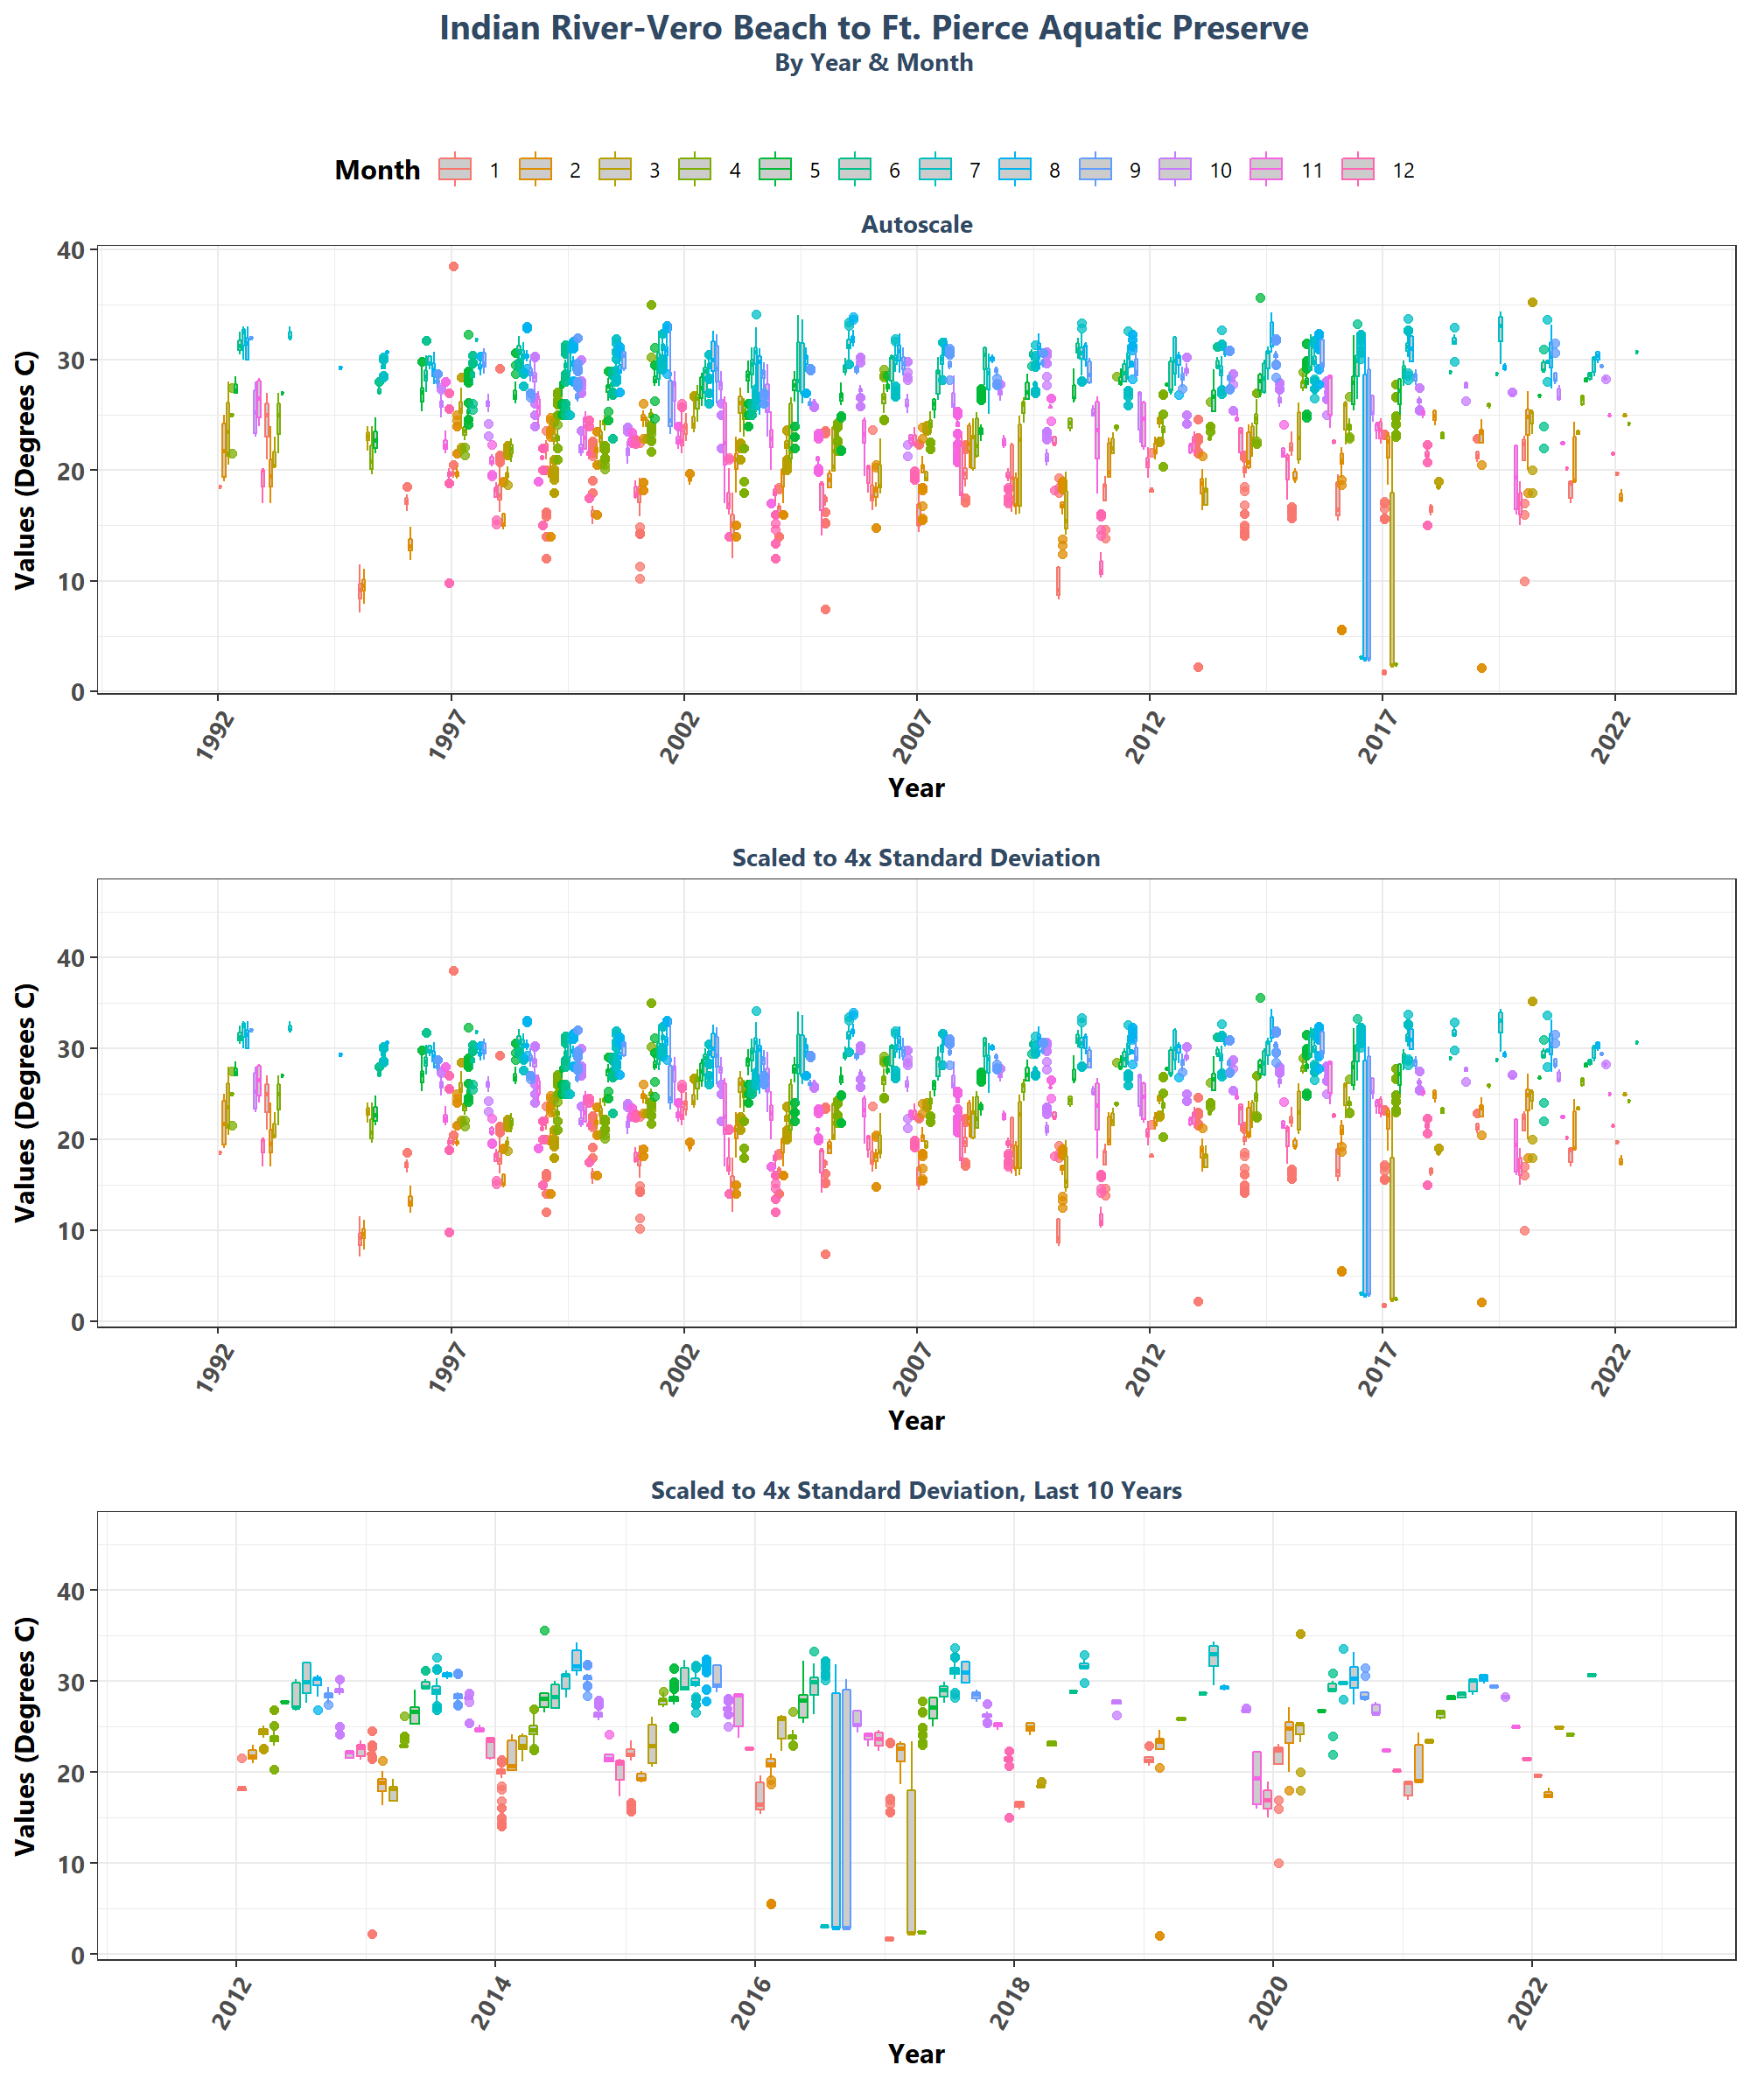 Indian River-Vero Beach to Ft. Pierce Aquatic Preserve
By Year & Month
Month 1 2 3 4 5 6 7 8 9 10 11 12
Autoscale
Values (Degrees C)
40
30
20
10
0
1992 1997 2002 2007 2012 2017 2022
Year
Scaled to 4x Standard Deviation
Values (Degrees C)
40
30
20
10
0
1992 1997 2002 2007 2012 2017 2022
Year
Scaled to 4x Standard Deviation, Last 10 Years
Values (Degrees C)
40
30
20
10
0
2012 2014 2016 2018 2020 2022
Year